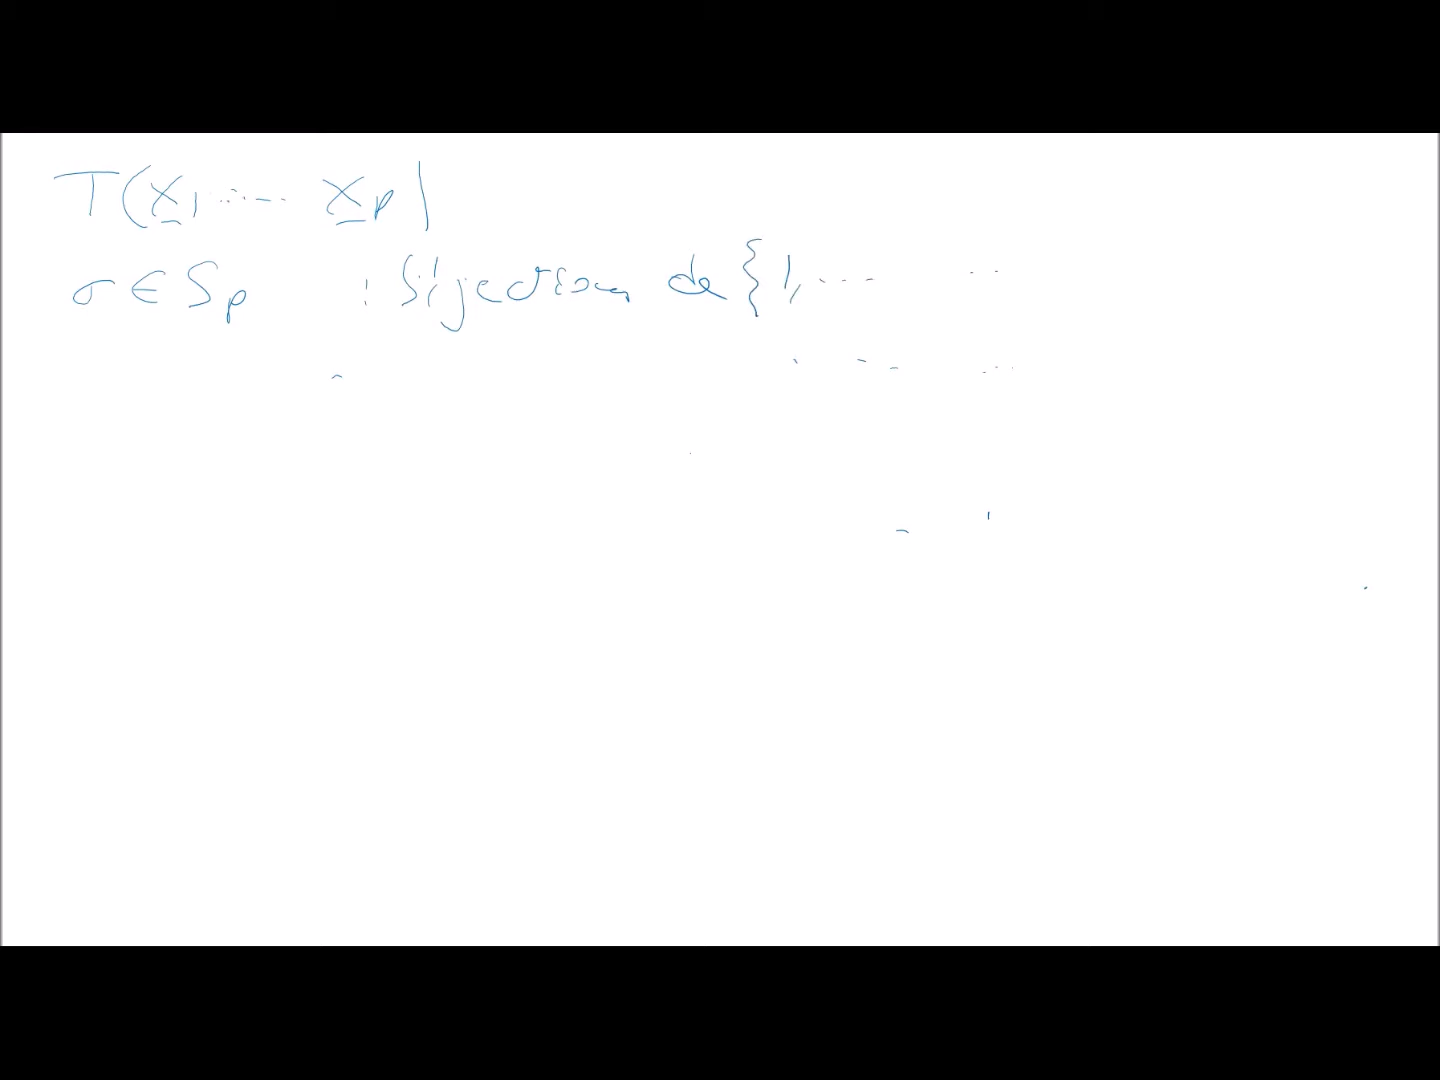 T(X1 ...... Xp)
σ ∈ Sp : bijection de {1, ... ..